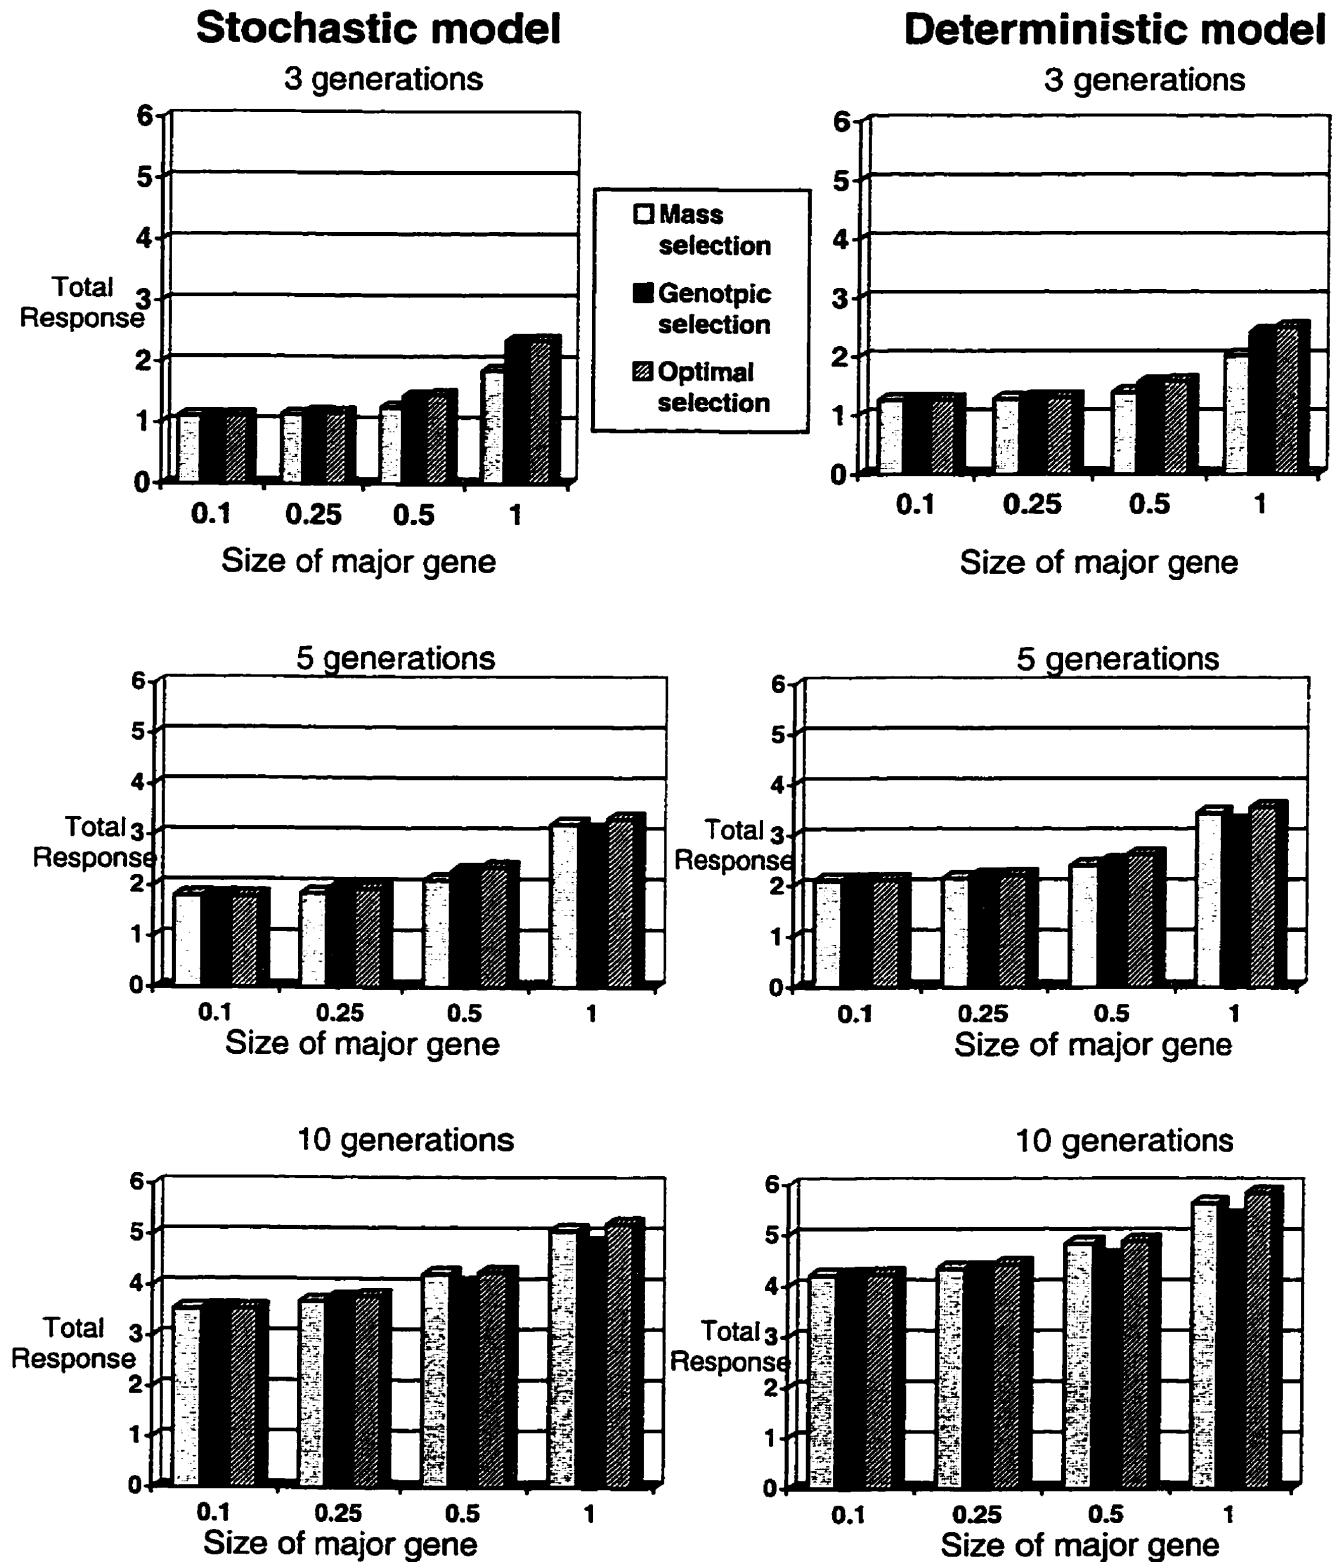 Stochastic model
Deterministic model
3 generations
3 generations
6
5
4
3
2
1
0
Total
Response
0.1 0.25 0.5 1
Size of major gene
Mass
selection
Genotpic
selection
Optimal
selection
6
5
4
3
2
1
0
0.1 0.25 0.5 1
Size of major gene
5 generations
6
5
4
3
2
1
0
Total
Response
0.1 0.25 0.5 1
Size of major gene
5 generations
6
5
4
3
2
1
0
Total
Response
0.1 0.25 0.5 1
Size of major gene
10 generations
6
5
4
3
2
1
0
Total
Response
0.1 0.25 0.5 1
Size of major gene
10 generations
6
5
4
3
2
1
0
Total
Response
0.1 0.25 0.5 1
Size of major gene